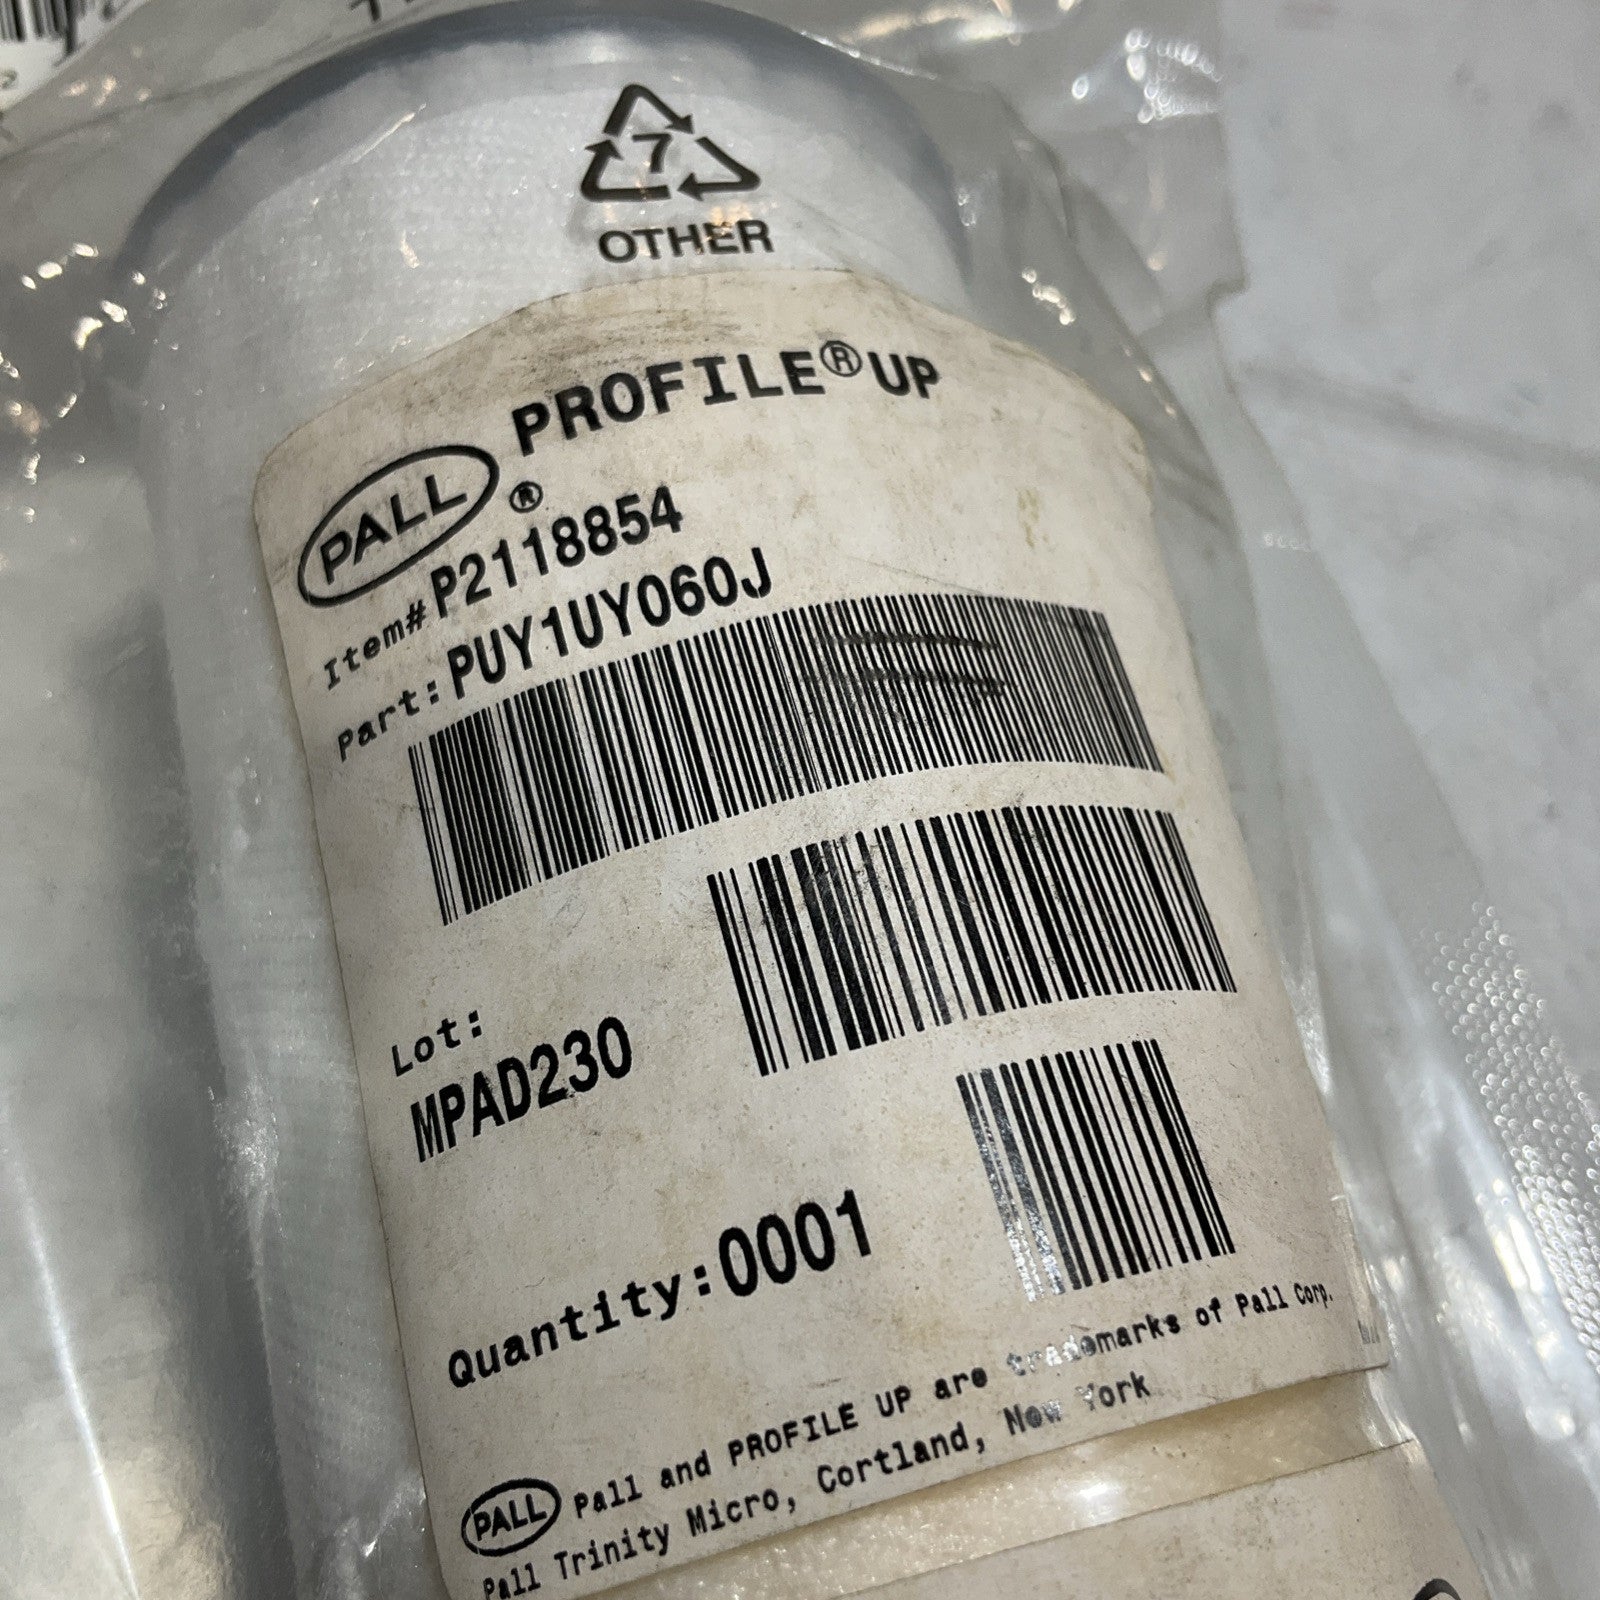 7
OTHER
PROFILE® UP
PALL ®
Item# P2118854
Part: PUY1UY060J
Lot:
MPAD230
Quantity: 0001
PALL Pall and PROFILE UP are trademarks of Pall Corp.
Pall Trinity Micro, Cortland, New York